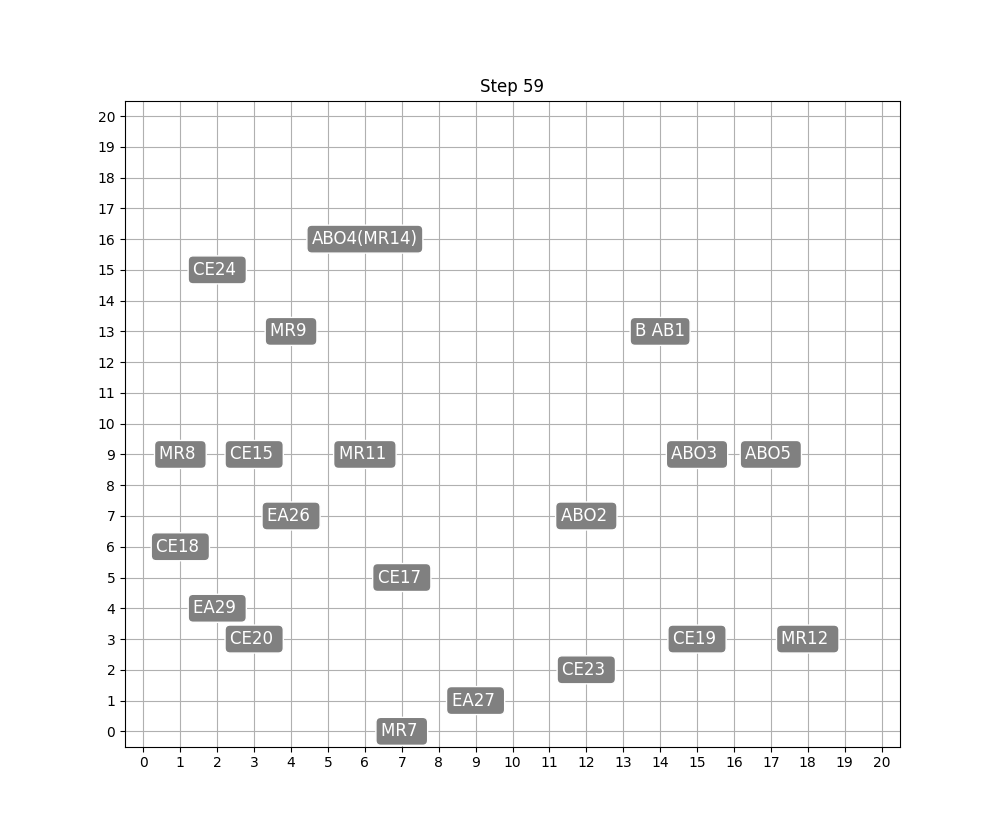 Step 59
20
19
18
17
16 ABO4(MR14)
15 CE24
14
13 MR9 B AB1
12
11
10
9 MR8 CE15 MR11 ABO3 ABO5
8
7 EA26 ABO2
6 CE18
5 CE17
4 EA29
3 CE20 CE19 MR12
2 CE23
1 EA27
0 MR7
0 1 2 3 4 5 6 7 8 9 10 11 12 13 14 15 16 17 18 19 20